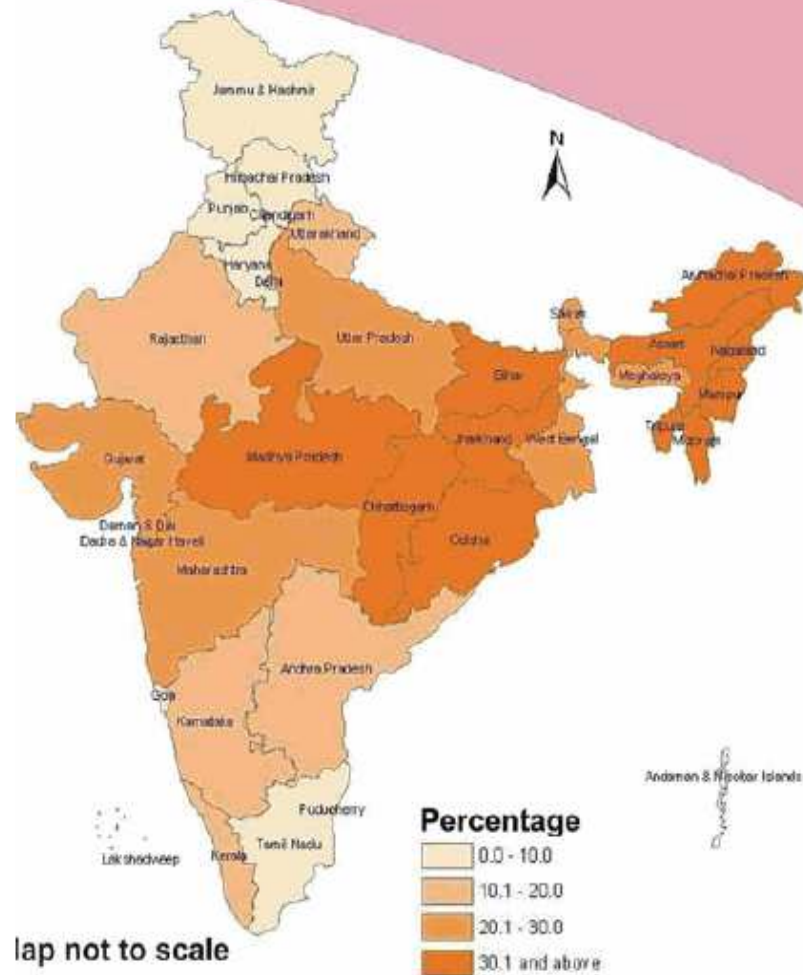 N
Jammu & Kashmir
Himachal Pradesh
Punjab
Chandigarh
Uttarakhand
Haryana
Delhi
Arunachal Pradesh
Rajasthan
Uttar Pradesh
Sikkim
Assam
Nagaland
Bihar
Meghalaya
Manipur
Tripura
Mizoram
Jharkhand
West Bengal
Gujarat
Madhya Pradesh
Chhattisgarh
Daman & Diu
Dadra & Nagar Haveli
Odisha
Maharashtra
Andhra Pradesh
Goa
Karnataka
Andaman & Nicobar Islands
Puducherry
Tamil Nadu
Kerala
Lakshadweep
Percentage
0.0 - 10.0
10.1 - 20.0
20.1 - 30.0
30.1 and above
lap not to scale